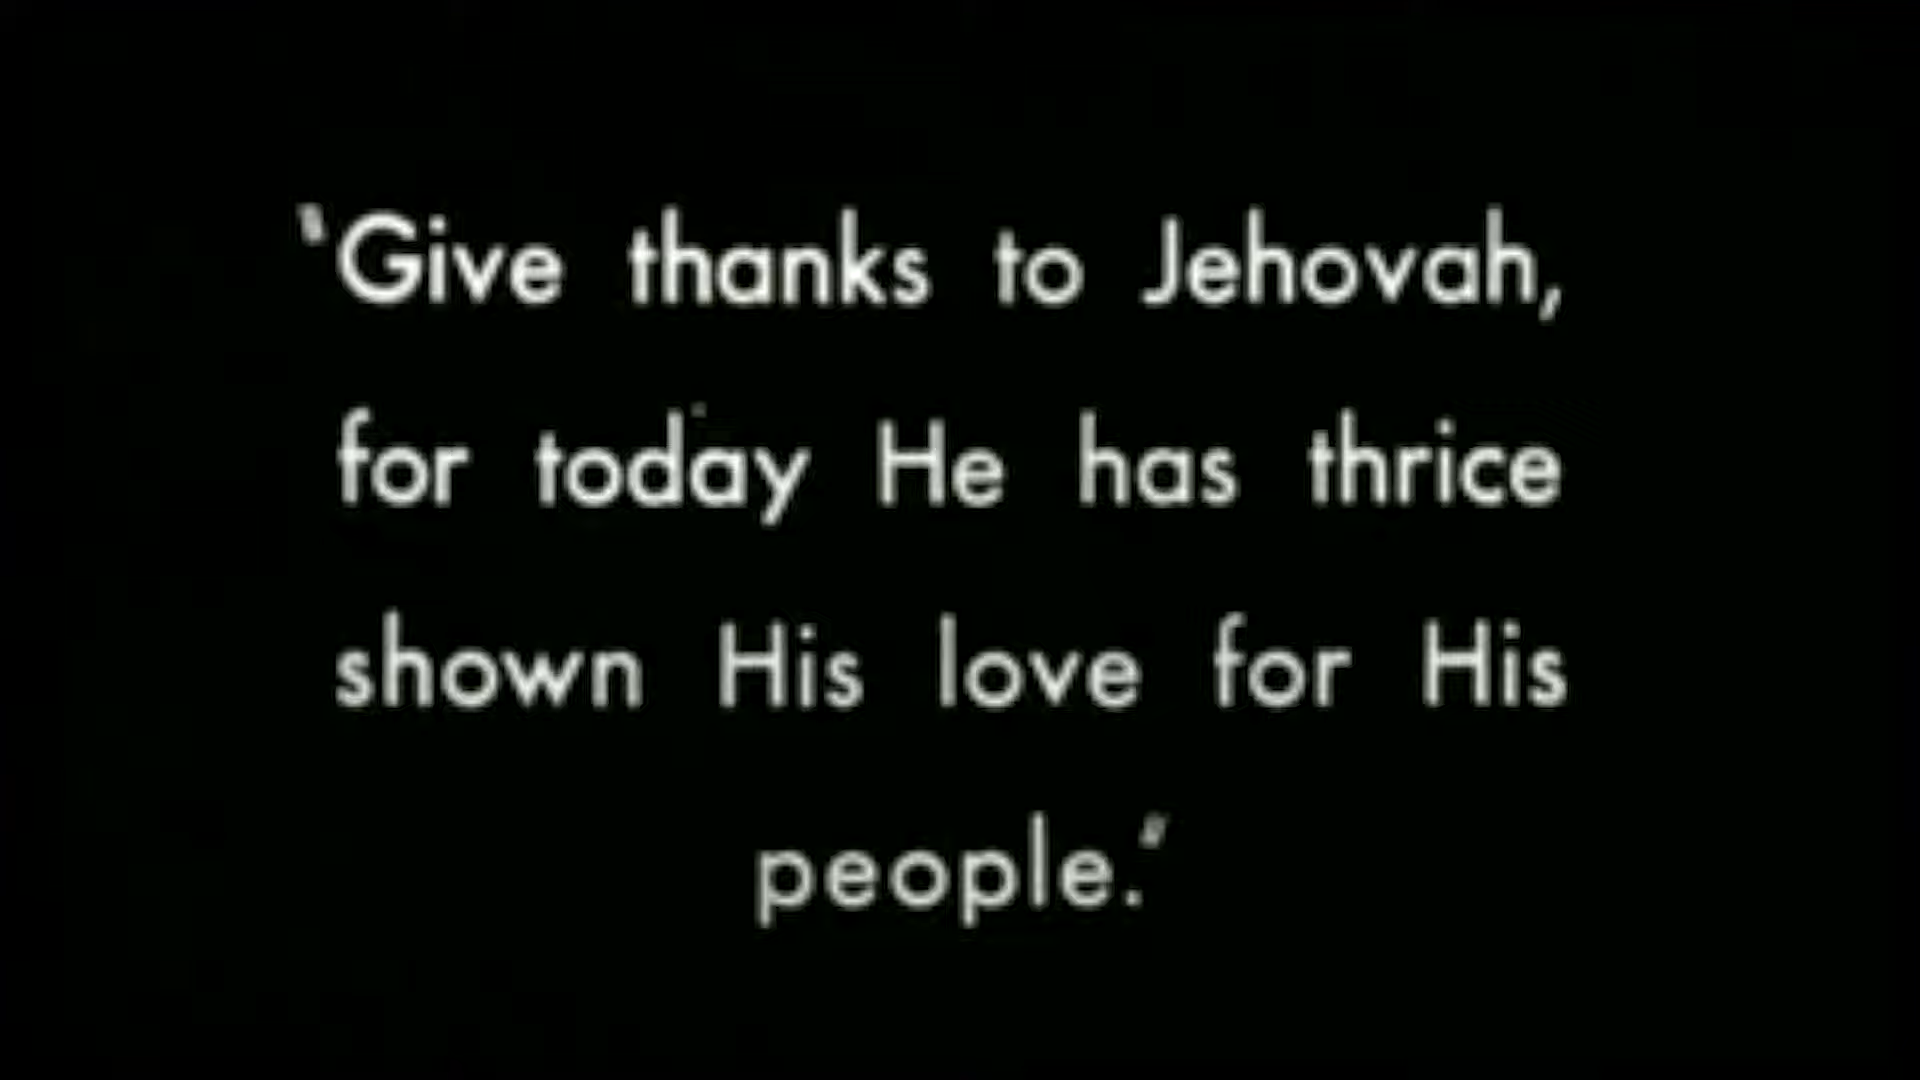 "Give thanks to Jehovah,
for today He has thrice
shown His love for His
people."